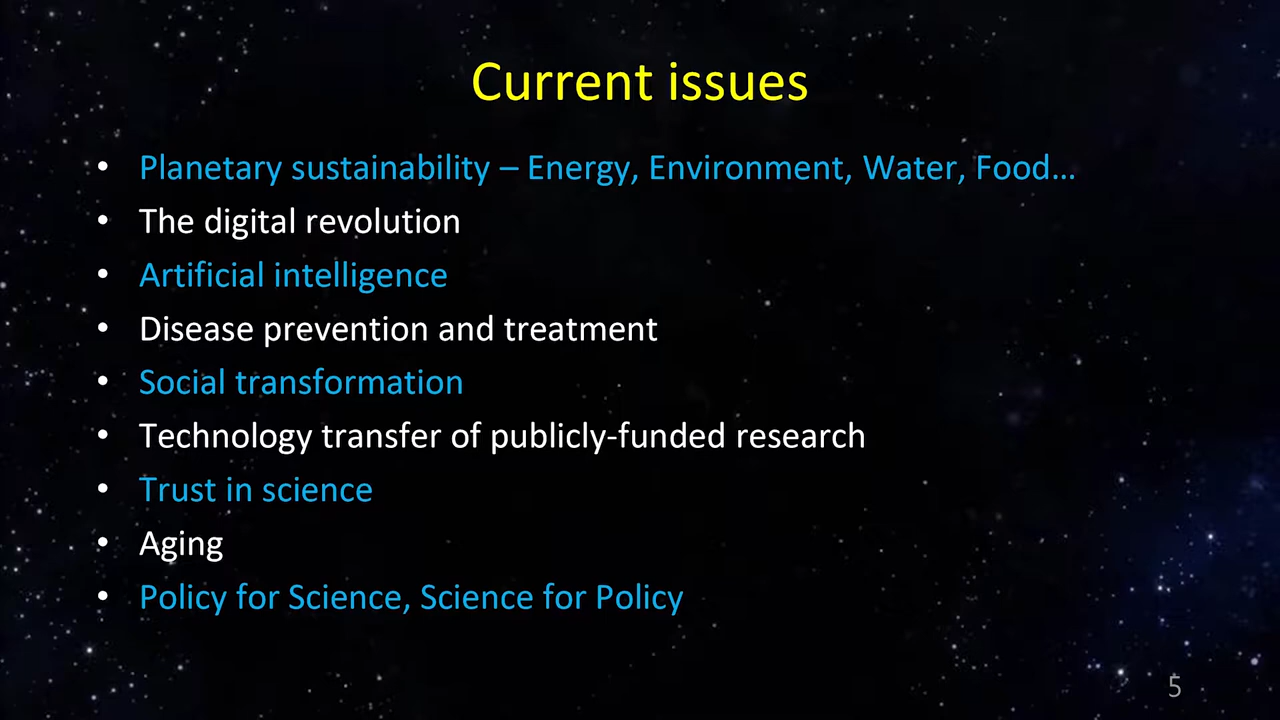 Current issues
• Planetary sustainability – Energy, Environment, Water, Food…
• The digital revolution
• Artificial intelligence
• Disease prevention and treatment
• Social transformation
• Technology transfer of publicly-funded research
• Trust in science
• Aging
• Policy for Science, Science for Policy
5